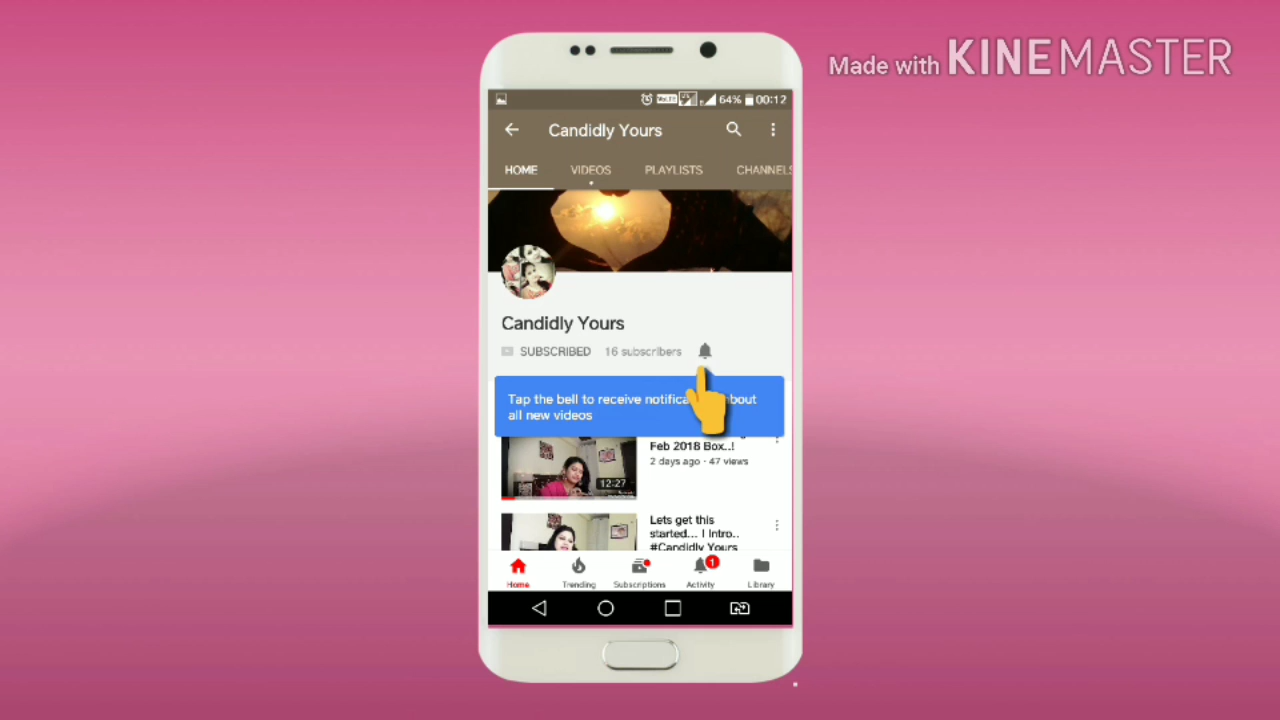 Made with KINEMASTER
64% 00:12
Candidly Yours
HOME VIDEOS PLAYLISTS CHANNELS
Candidly Yours
SUBSCRIBED 16 subscribers
Tap the bell to receive about
all new videos
Feb 2018 Box..!
2 days ago · 47 views
12:27
Lets get this
started... | Intro..
#Candidly Yours
1
Home Trending Subscriptions Activity Library